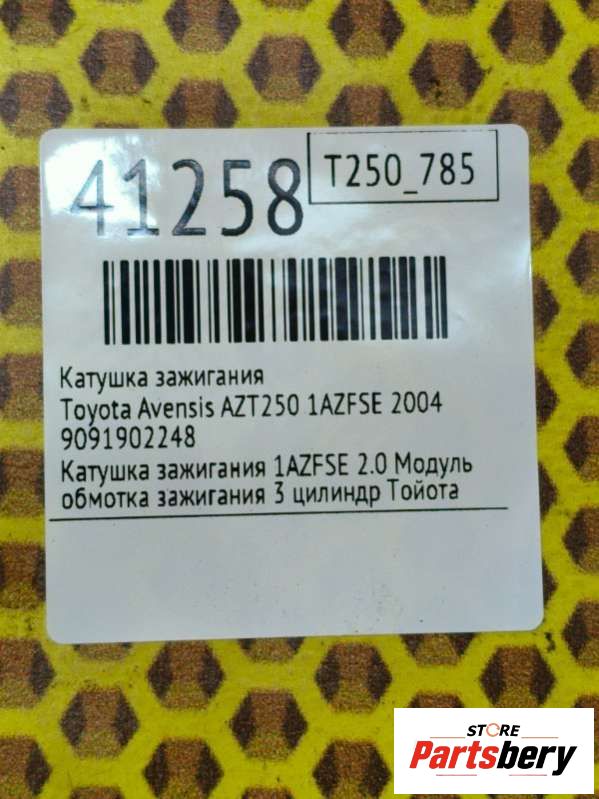 41258
T250_785
Катушка зажигания
Toyota Avensis AZT250 1AZFSE 2004
9091902248
Катушка зажигания 1AZFSE 2.0 Модуль
обмотка зажигания 3 цилиндр Тойота
STORE
Partsbery